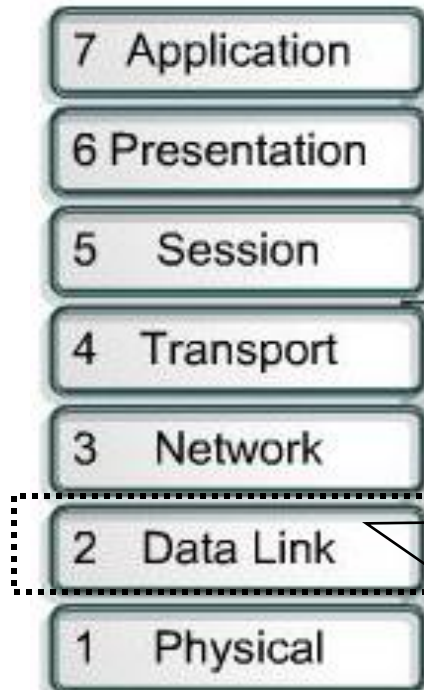 7 Application
6 Presentation
5 Session
4 Transport
3 Network
2 Data Link
1 Physical